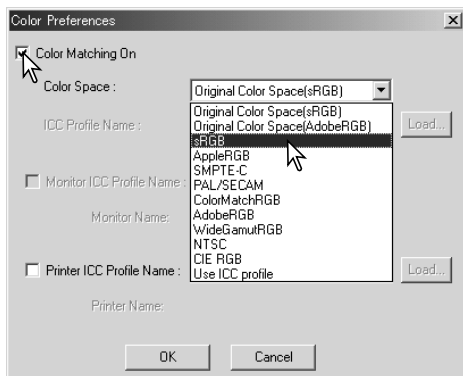 Color Preferences
Color Matching On
Color Space :
Original Color Space(sRGB)
Original Color Space(sRGB)
Original Color Space(AdobeRGB)
sRGB
AppleRGB
SMPTE-C
PAL/SECAM
ColorMatchRGB
AdobeRGB
WideGamutRGB
NTSC
CIE RGB
Use ICC profile
ICC Profile Name :
Load...
Monitor ICC Profile Name :
Monitor Name:
Printer ICC Profile Name :
Load...
Printer Name:
OK
Cancel